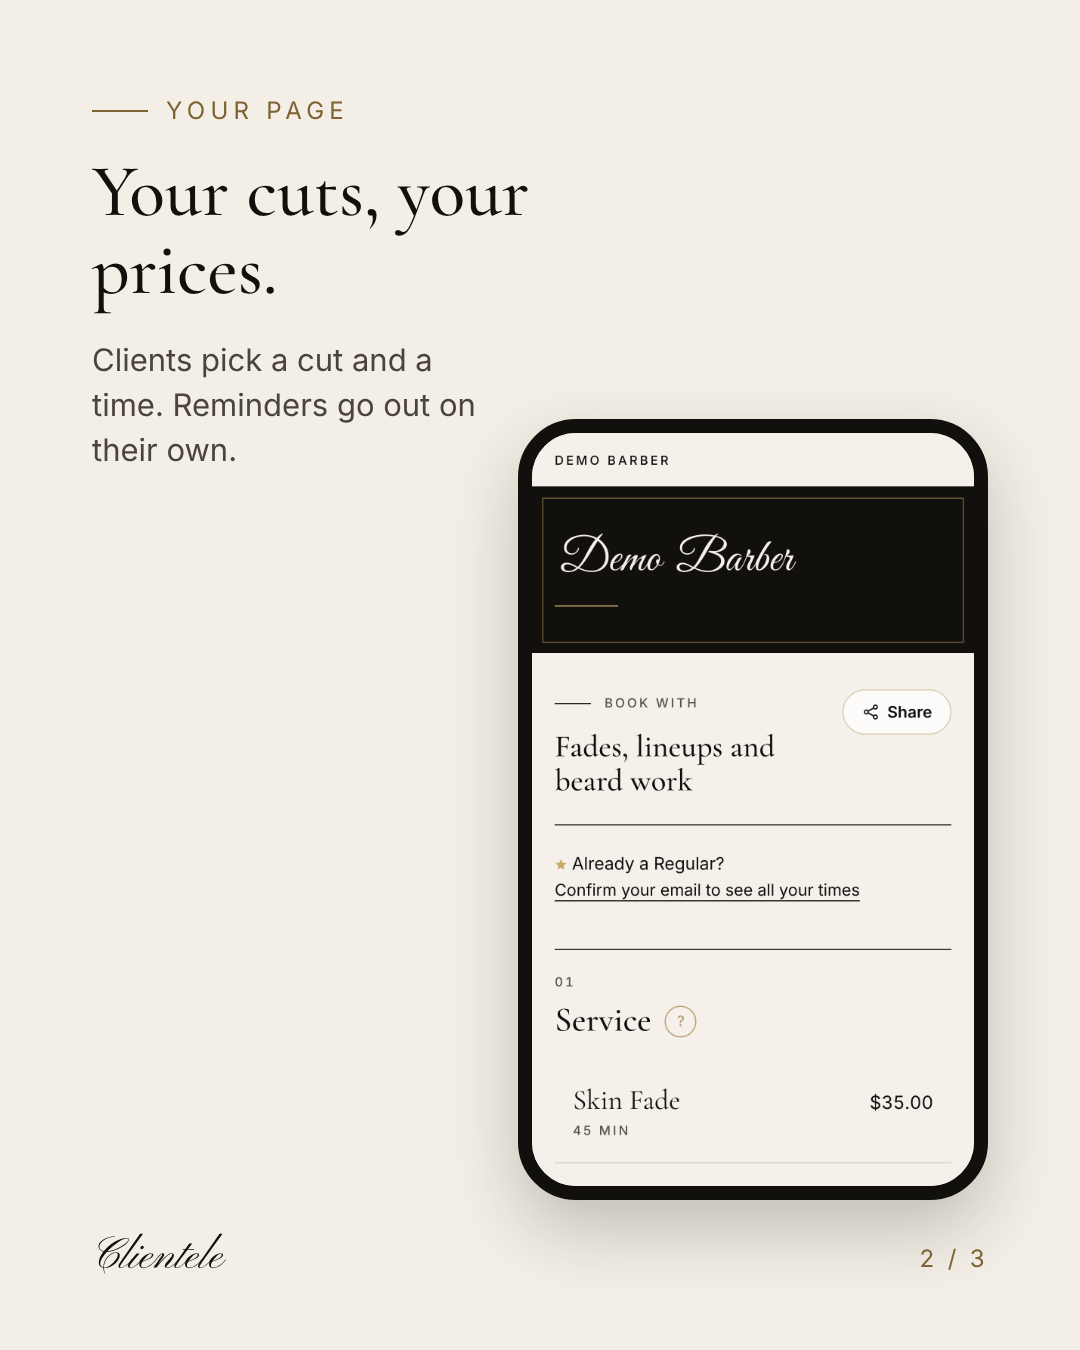 YOUR PAGE
Your cuts, your
prices.
Clients pick a cut and a
time. Reminders go out on
their own.
DEMO BARBER
Demo Barber
BOOK WITH
Share
Fades, lineups and
beard work
Already a Regular?
Confirm your email to see all your times
01
Service ?
Skin Fade $35.00
45 MIN
Clientele
2 / 3